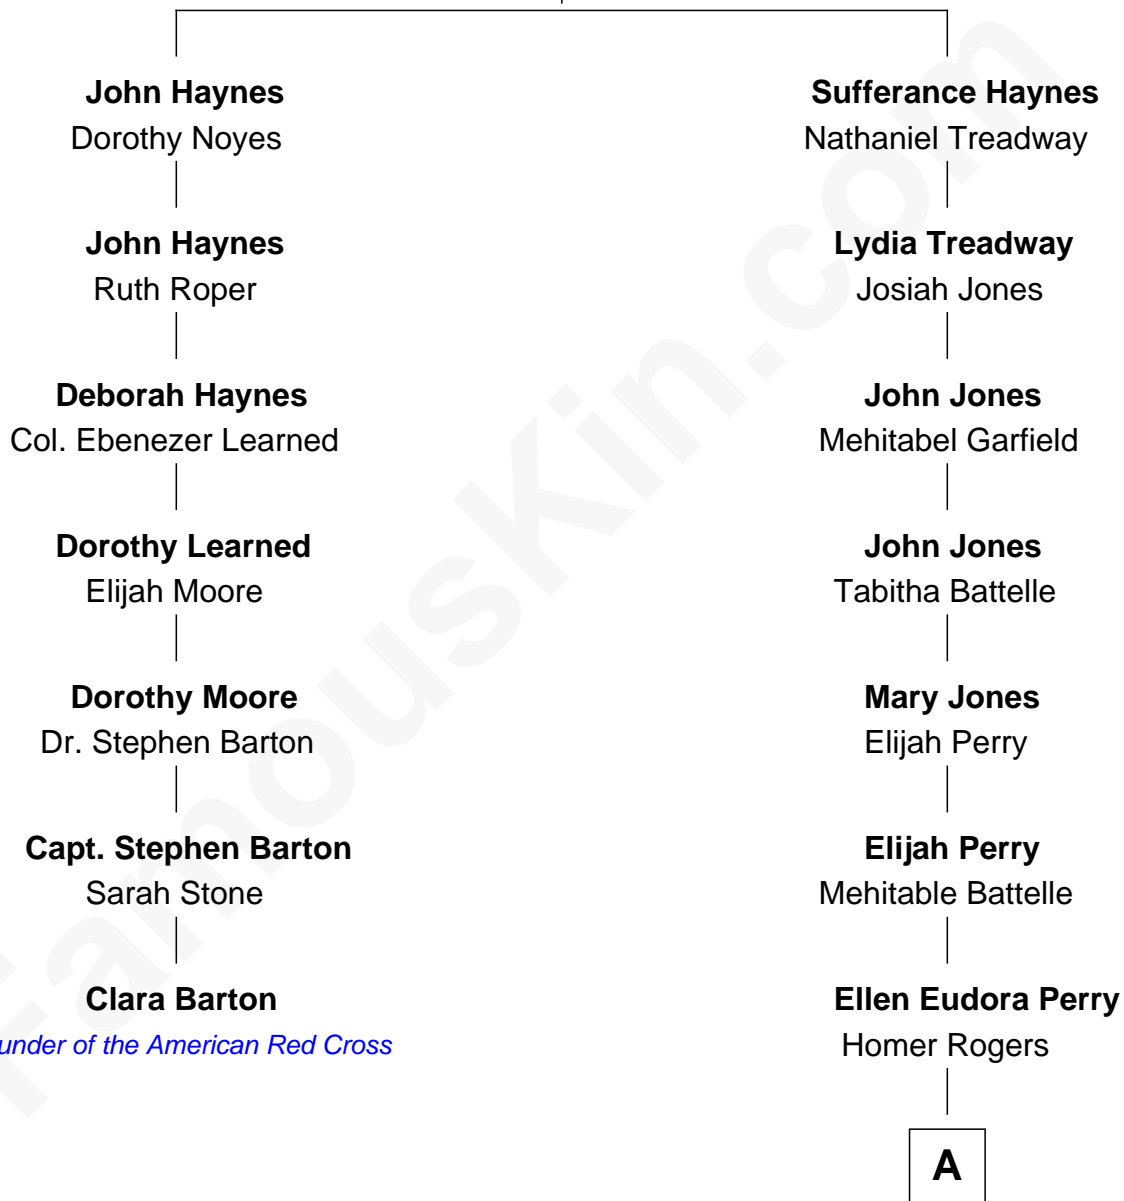 John Haynes
Dorothy Noyes
Sufferance Haynes
Nathaniel Treadway
John Haynes
Ruth Roper
Lydia Treadway
Josiah Jones
Deborah Haynes
Col. Ebenezer Learned
John Jones
Mehitabel Garfield
Dorothy Learned
Elijah Moore
John Jones
Tabitha Battelle
Dorothy Moore
Dr. Stephen Barton
Mary Jones
Elijah Perry
Capt. Stephen Barton
Sarah Stone
Elijah Perry
Mehitable Battelle
Clara Barton
under of the American Red Cross
Ellen Eudora Perry
Homer Rogers
A
FamousKin.com